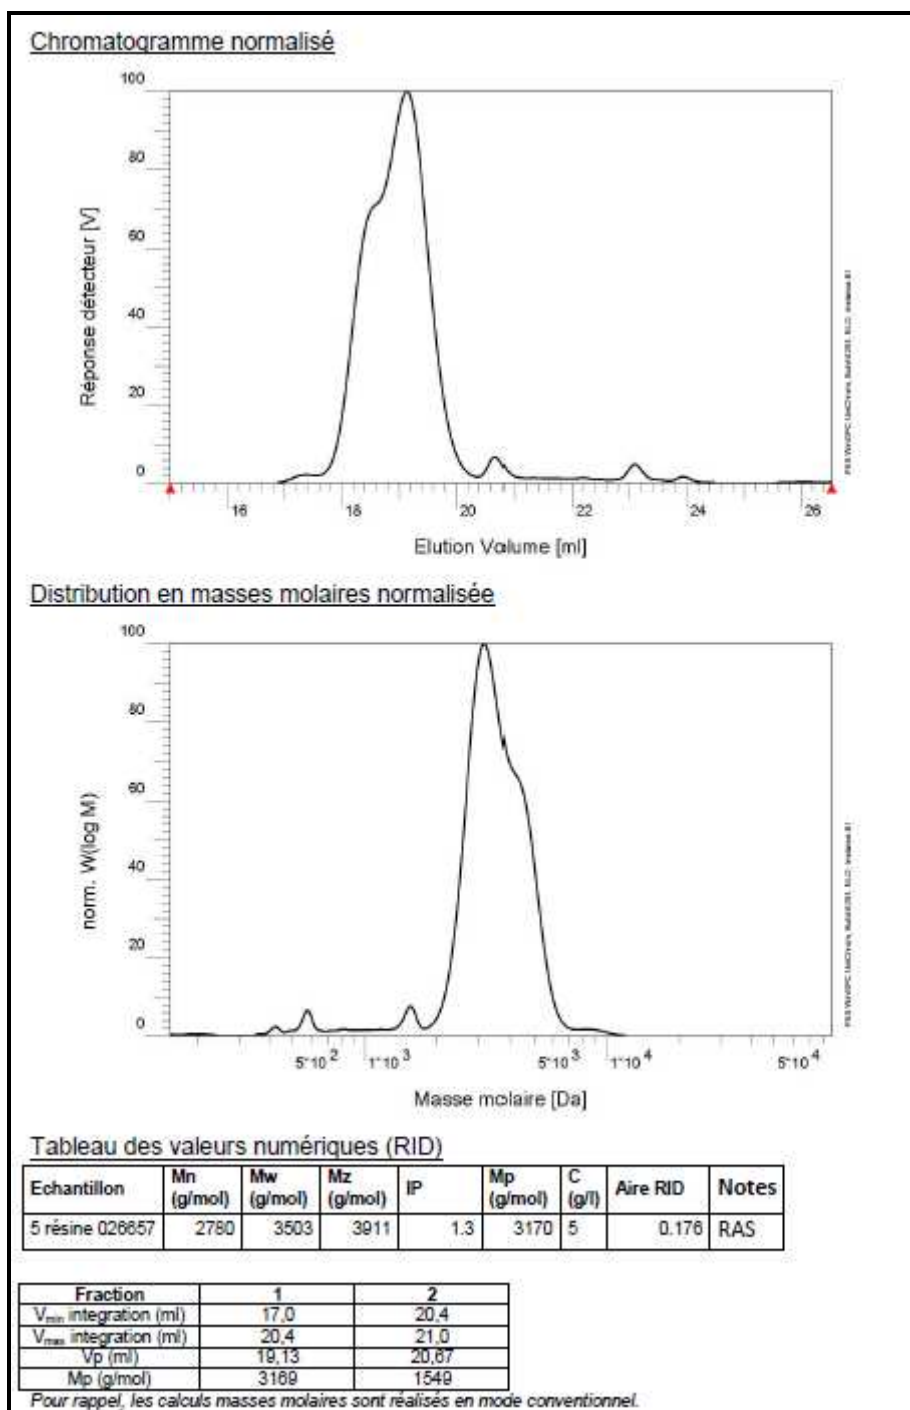 Chromatogramme normalisé
100
80
60
40
20
0
Réponse détecteur [V]
16 18 20 22 24 26
Elution Volume [ml]
Distribution en masses molaires normalisée
100
80
60
40
20
0
norm. W(log M)
5*10 2 1*10 3 5*10 3 1*10 4 5*10 4
Masse molaire [Da]
Tableau des valeurs numériques (RID)
Echantillon Mn (g/mol) Mw (g/mol) Mz (g/mol) IP Mp (g/mol) C (g/l) Aire RID Notes
5 résine 026657 2780 3503 3911 1.3 3170 5 0.176 RAS
Fraction 1 2
Vmin integration (ml) 17,0 20,4
Vmax integration (ml) 20,4 21,0
Vp (ml) 19,13 20,67
Mp (g/mol) 3169 1549
Pour rappel, les calculs masses molaires sont réalisés en mode conventionnel.